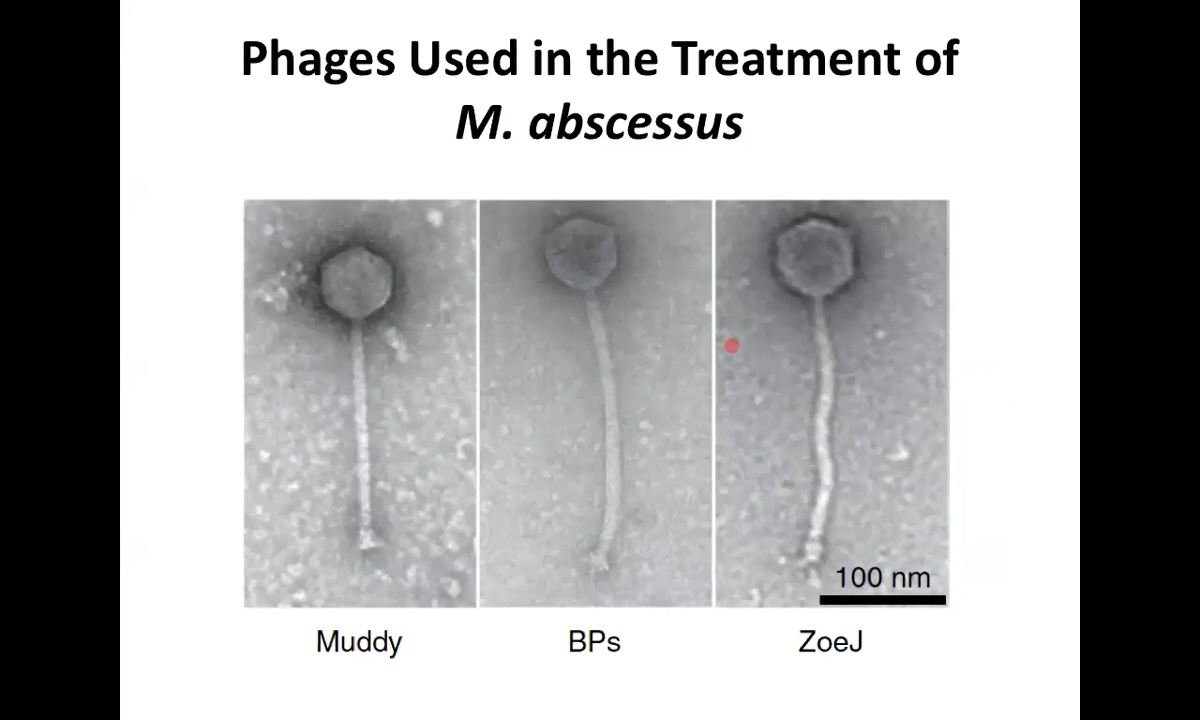 Phages Used in the Treatment of
M. abscessus
100 nm
Muddy
BPs
ZoeJ